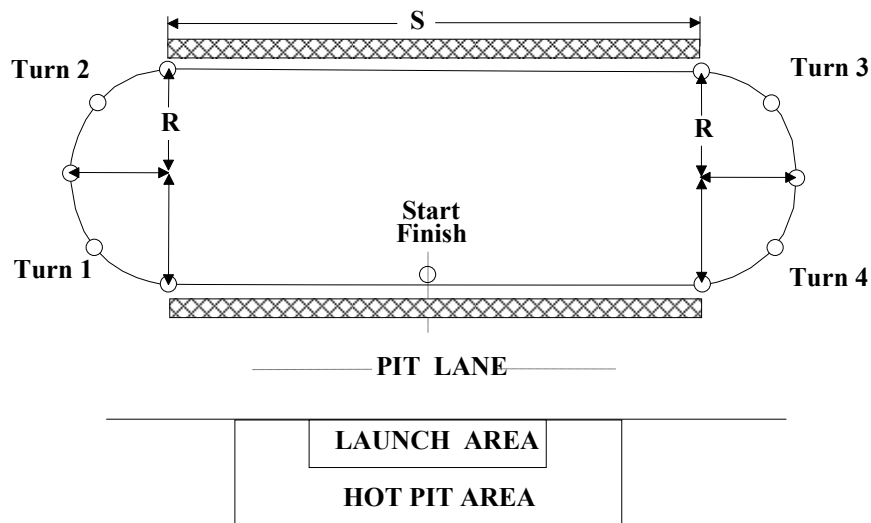 S
Turn 2
Turn 3
R
R
Start
Finish
Turn 1
Turn 4
PIT LANE
LAUNCH AREA
HOT PIT AREA